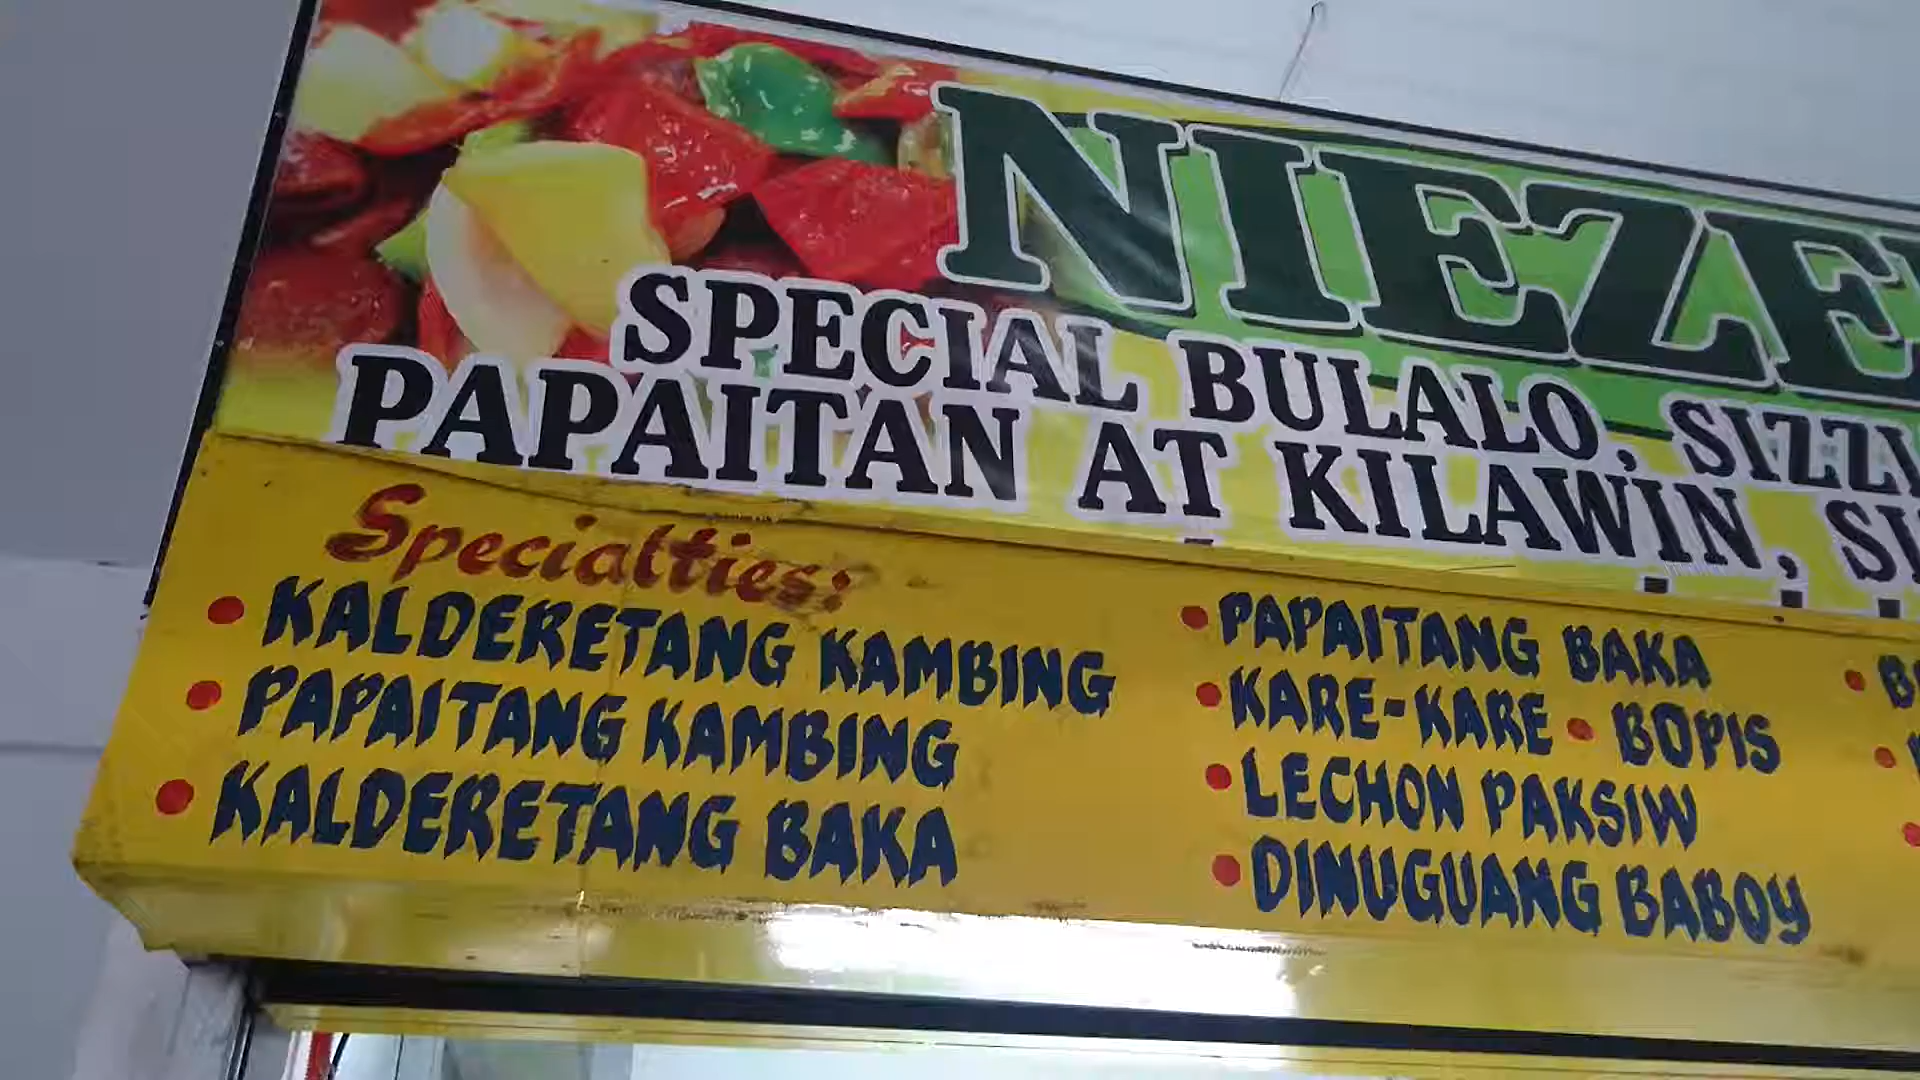 SPECIAL BULALO,
PAPAITAN AT KILAWIN,
Specialties:
• KALDERETANG KAMBING
• PAPAITANG KAMBING
• KALDERETANG BAKA
• PAPAITANG BAKA
• KARE-KARE • BOPIS
• LECHON PAKSIW
• DINUGUANG BABOY